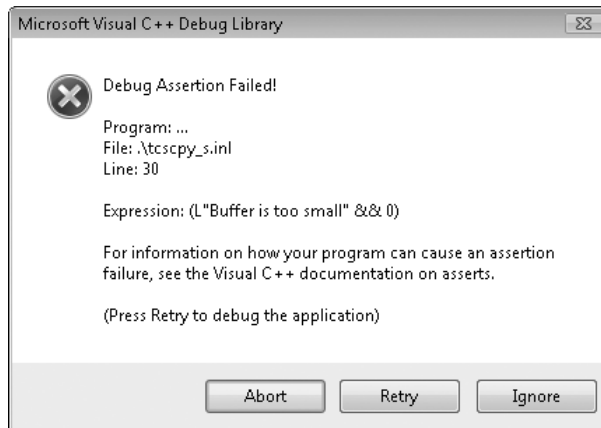 Microsoft Visual C++ Debug Library
Debug Assertion Failed!
Program: ...
File: .\tcscpy_s.inl
Line: 30
Expression: (L"Buffer is too small" && 0)
For information on how your program can cause an assertion
failure, see the Visual C++ documentation on asserts.
(Press Retry to debug the application)
Abort
Retry
Ignore